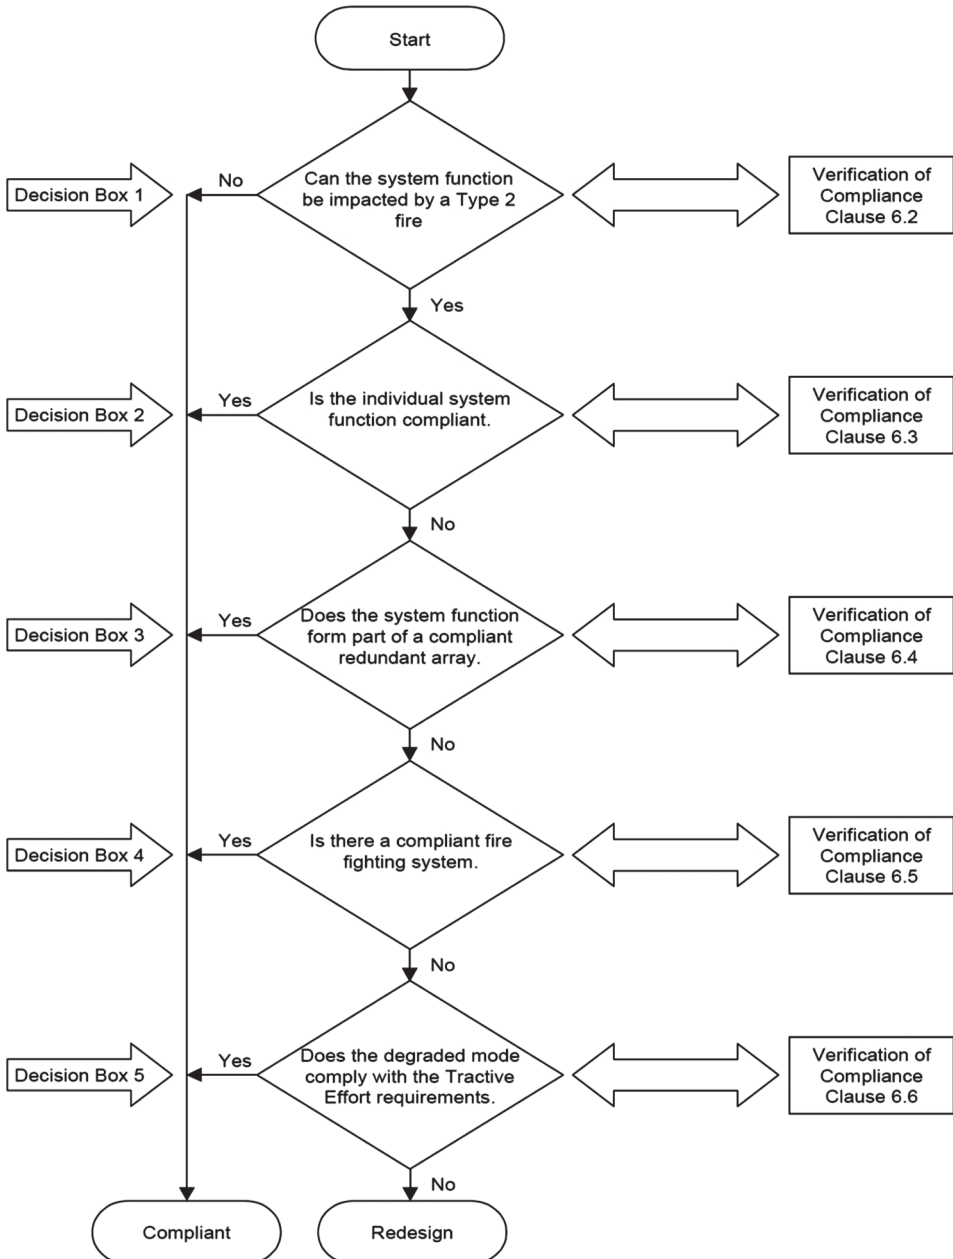 Start
Decision Box 1
No
Can the system function
be impacted by a Type 2
fire
Verification of
Compliance
Clause 6.2
Yes
Decision Box 2
Yes
Is the individual system
function compliant.
Verification of
Compliance
Clause 6.3
No
Decision Box 3
Yes
Does the system function
form part of a compliant
redundant array.
Verification of
Compliance
Clause 6.4
No
Decision Box 4
Yes
Is there a compliant fire
fighting system.
Verification of
Compliance
Clause 6.5
No
Decision Box 5
Yes
Does the degraded mode
comply with the Tractive
Effort requirements.
Verification of
Compliance
Clause 6.6
No
Compliant
Redesign